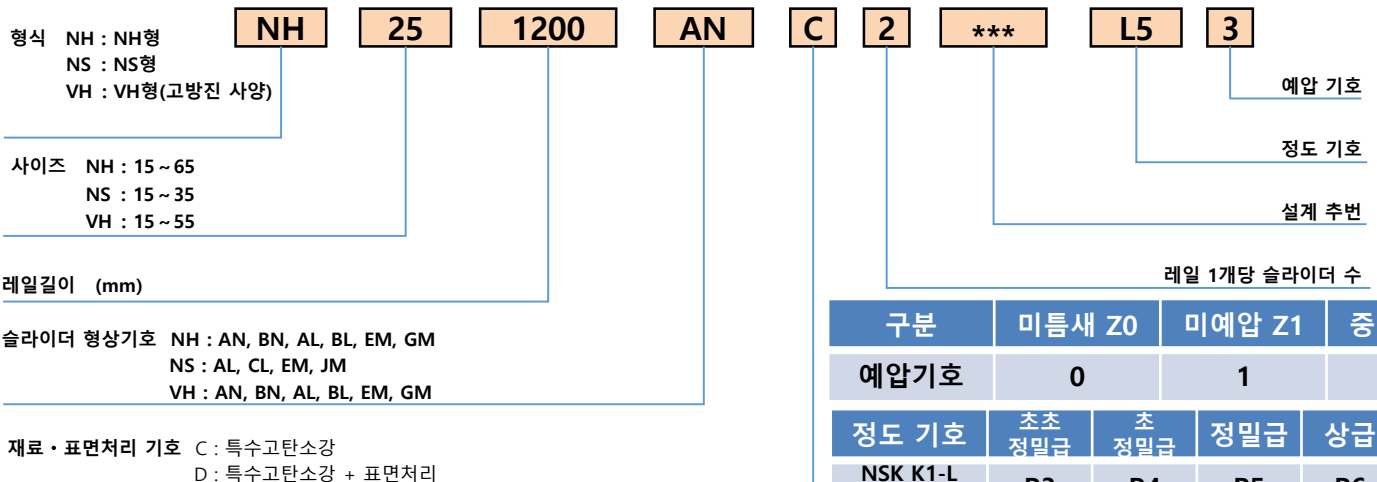 NH 25 1200 AN C 2 *** L5 3
형식 NH : NH형
NS : NS형
VH : VH형(고방진 사양)
예압 기호
정도 기호
설계 추번
레일 1개당 슬라이더 수
사이즈 NH : 15 ~ 65
NS : 15 ~ 35
VH : 15 ~ 55
레일길이 (mm)
슬라이더 형상기호 NH : AN, BN, AL, BL, EM, GM
NS : AL, CL, EM, JM
VH : AN, BN, AL, BL, EM, GM
재료・표면처리 기호 C : 특수고탄소강
D : 특수고탄소강 + 표면처리
구분 미틈새 Z0 미예압 Z1 중
예압기호 0 1
정도 기호 초초 정밀급 초 정밀급 정밀급 상급
NSK K1-L